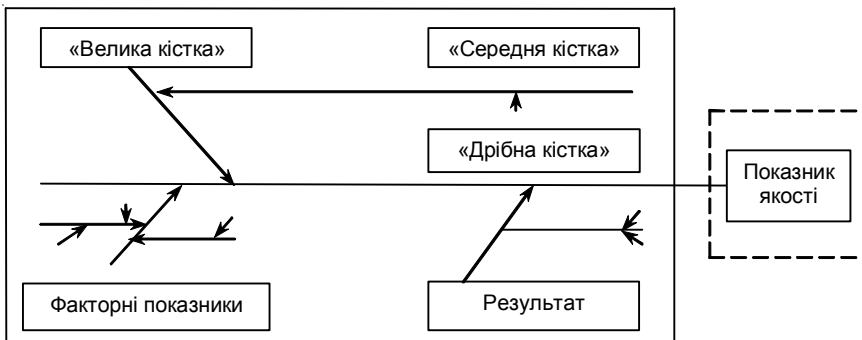 «Велика кістка»
«Середня кістка»
«Дрібна кістка»
Показник
якості
Факторні показники
Результат